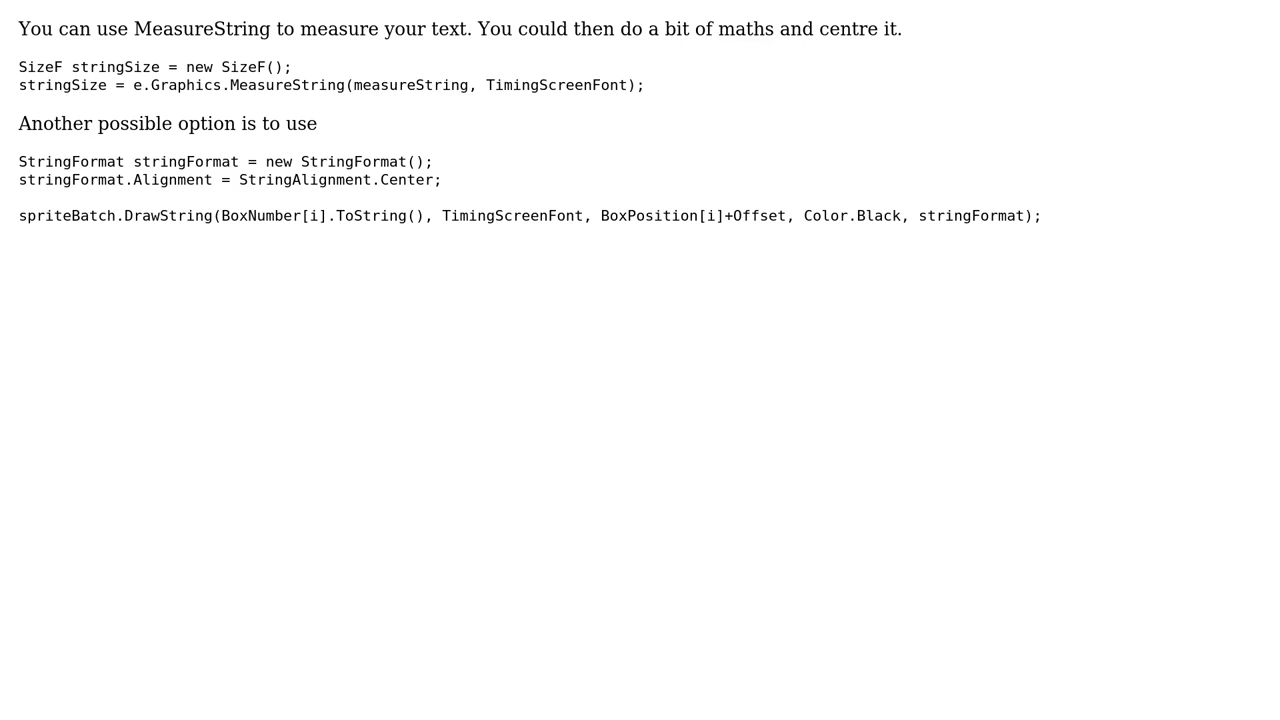 You can use MeasureString to measure your text. You could then do a bit of maths and centre it.
SizeF stringSize = new SizeF();
stringSize = e.Graphics.MeasureString(measureString, TimingScreenFont);
Another possible option is to use
StringFormat stringFormat = new StringFormat();
stringFormat.Alignment = StringAlignment.Center;
spriteBatch.DrawString(BoxNumber[i].ToString(), TimingScreenFont, BoxPosition[i]+Offset, Color.Black, stringFormat);